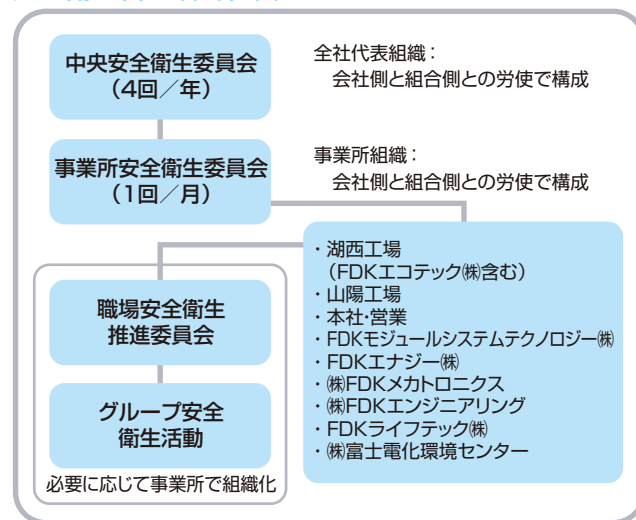 中央安全衛生委員会
（4回／年）
全社代表組織：
会社側と組合側との労使で構成
事業所安全衛生委員会
（1回／月）
事業所組織：
会社側と組合側との労使で構成
・湖西工場
（FDKエコテック㈱含む）
・山陽工場
・本社・営業
・FDKモジュールシステムテクノロジー㈱
・FDKエナジー㈱
・㈱FDKメカトロニクス
・㈱FDKエンジニアリング
・FDKライフテック㈱
・㈱富士電化環境センター
職場安全衛生
推進委員会
グループ安全
衛生活動
必要に応じて事業所で組織化